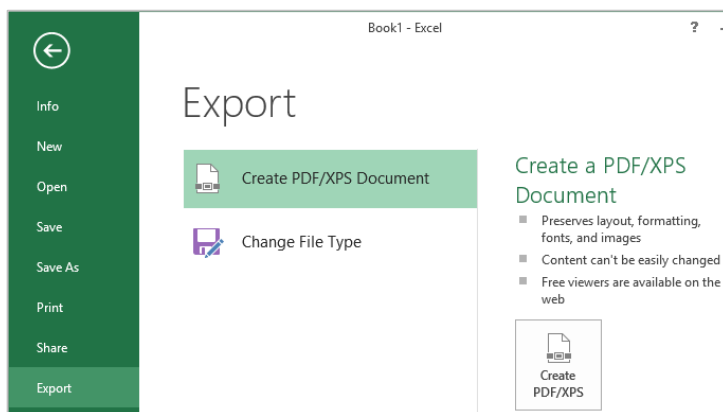 Book1 - Excel
?
Info
New
Open
Save
Save As
Print
Share
Export
Export
Create PDF/XPS Document
Change File Type
Create a PDF/XPS
Document
Preserves layout, formatting,
fonts, and images
Content can't be easily changed
Free viewers are available on the
web
Create
PDF/XPS